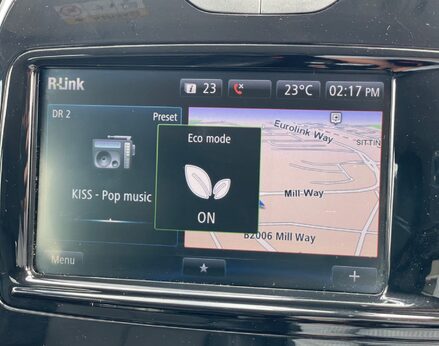 R-Link
i 23
23°C
02:17 PM
DR 2
Preset
KISS - Pop music
Eco mode
ON
Eurolink Way
SITTIN
Mill Way
B2006 Mill Way
Menu
+